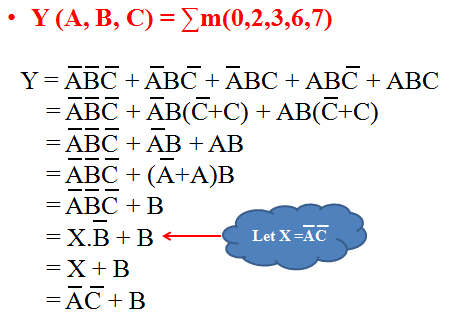 • Y (A, B, C) = ∑m(0,2,3,6,7)
Y = A̅B̅C̅ + A̅BC̅ + A̅BC + ABC̅ + ABC
= A̅B̅C̅ + A̅B(C̅+C) + AB(C̅+C)
= A̅B̅C̅ + A̅B + AB
= A̅B̅C̅ + (A̅+A)B
= A̅B̅C̅ + B
= X.B̅ + B
Let X =A̅C̅
= X + B
= A̅C̅ + B